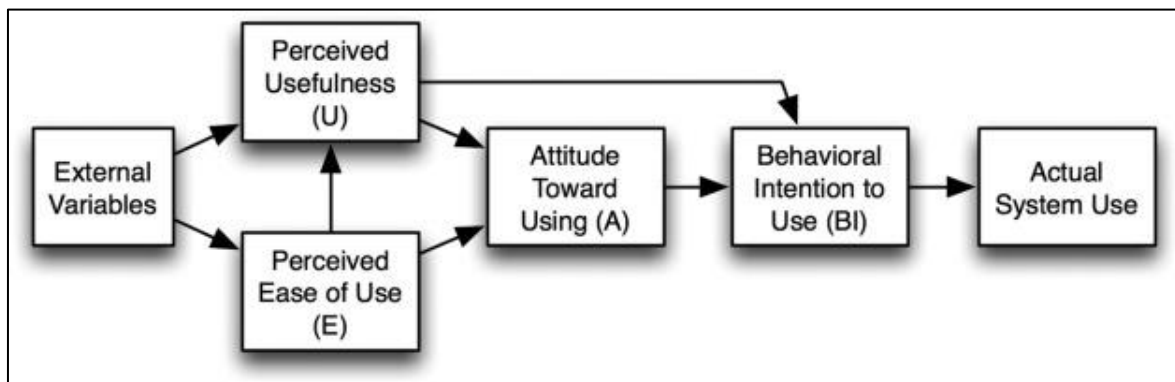 External
Variables
Perceived
Usefulness
(U)
Perceived
Ease of Use
(E)
Attitude
Toward
Using (A)
Behavioral
Intention to
Use (BI)
Actual
System Use